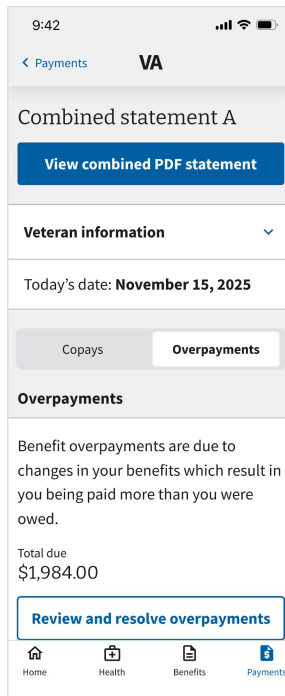 9:42
Payments
VA
Combined statement A
View combined PDF statement
Veteran information
Today's date: November 15, 2025
Copays
Overpayments
Overpayments
Benefit overpayments are due to
changes in your benefits which result in
you being paid more than you were
owed.
Total due
$1,984.00
Review and resolve overpayments
Home
Health
Benefits
Payments